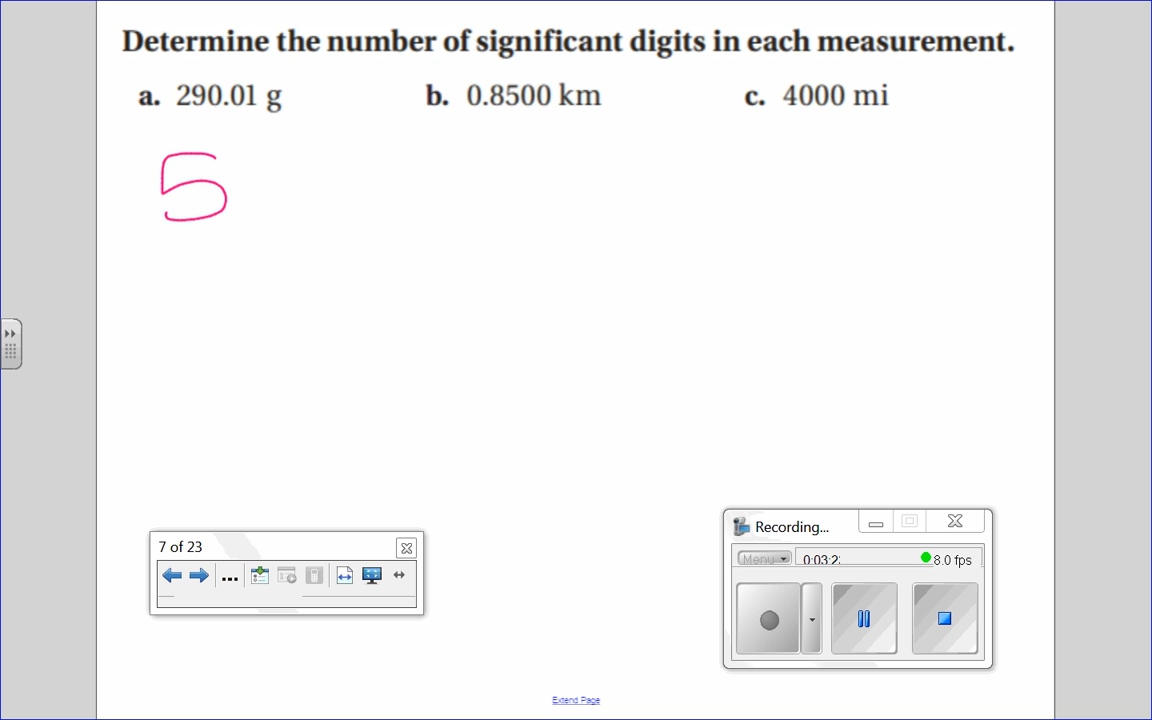 Determine the number of significant digits in each measurement.
a. 290.01 g b. 0.8500 km c. 4000 mi
5
7 of 23
...
Recording...
Menu
0:03:2
8.0 fps
Extend Page